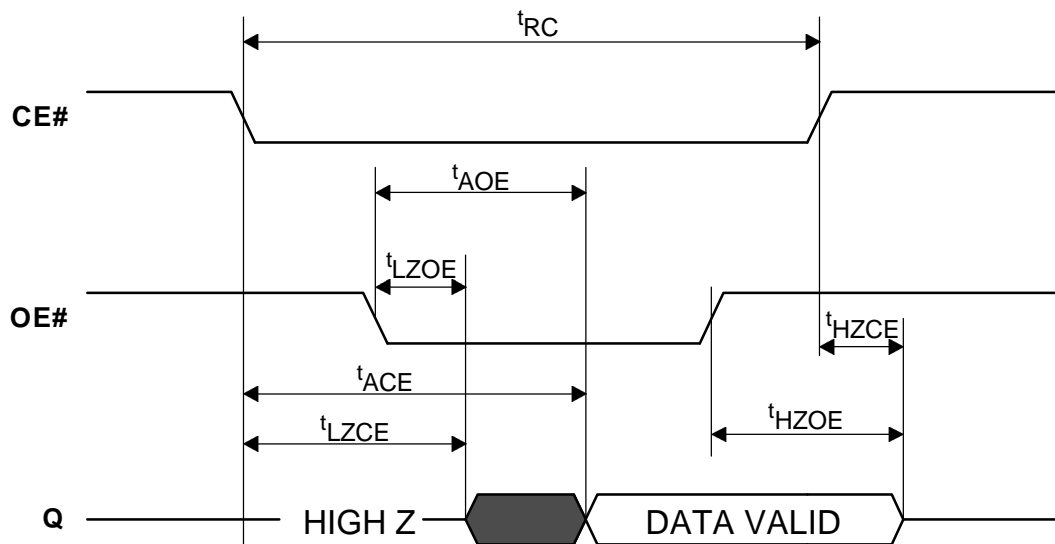 tRC
CE#
tAOE
tLZOE
OE#
tHZCE
tACE
tHZOE
tLZCE
Q
HIGH Z
DATA VALID